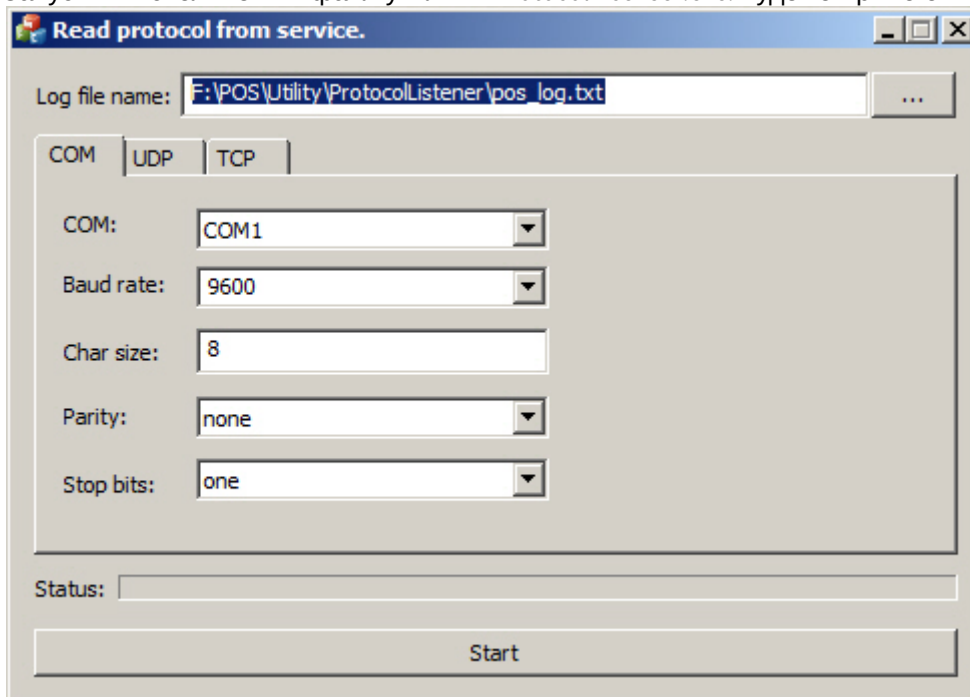 Read protocol from service.
Log file name: F:\POS\Utility\ProtocolListener\pos_log.txt ...
COM UDP TCP
COM: COM1
Baud rate: 9600
Char size: 8
Parity: none
Stop bits: one
Status:
Start